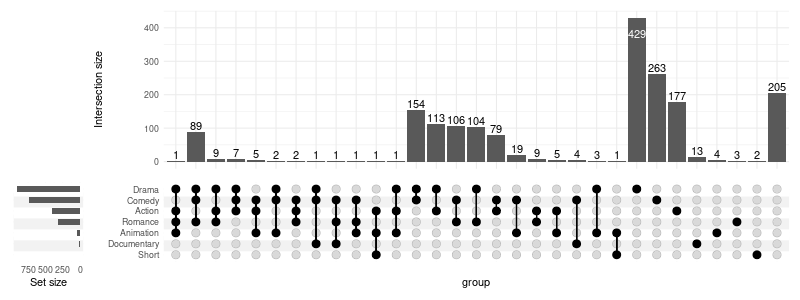 400
300
200
100
0
Intersection size
1 89 9 7 5 2 2 1 1 1 1 1 154 113 106 104 79 19 9 5 4 3 1 429 263 177 13 4 3 2 205
Drama
Comedy
Action
Romance
Animation
Documentary
Short
750 500 250 0
Set size
group